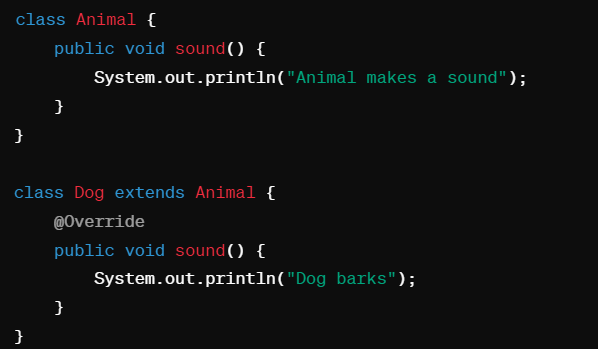 class Animal {
    public void sound() {
        System.out.println("Animal makes a sound");
    }
}

class Dog extends Animal {
    @Override
    public void sound() {
        System.out.println("Dog barks");
    }
}